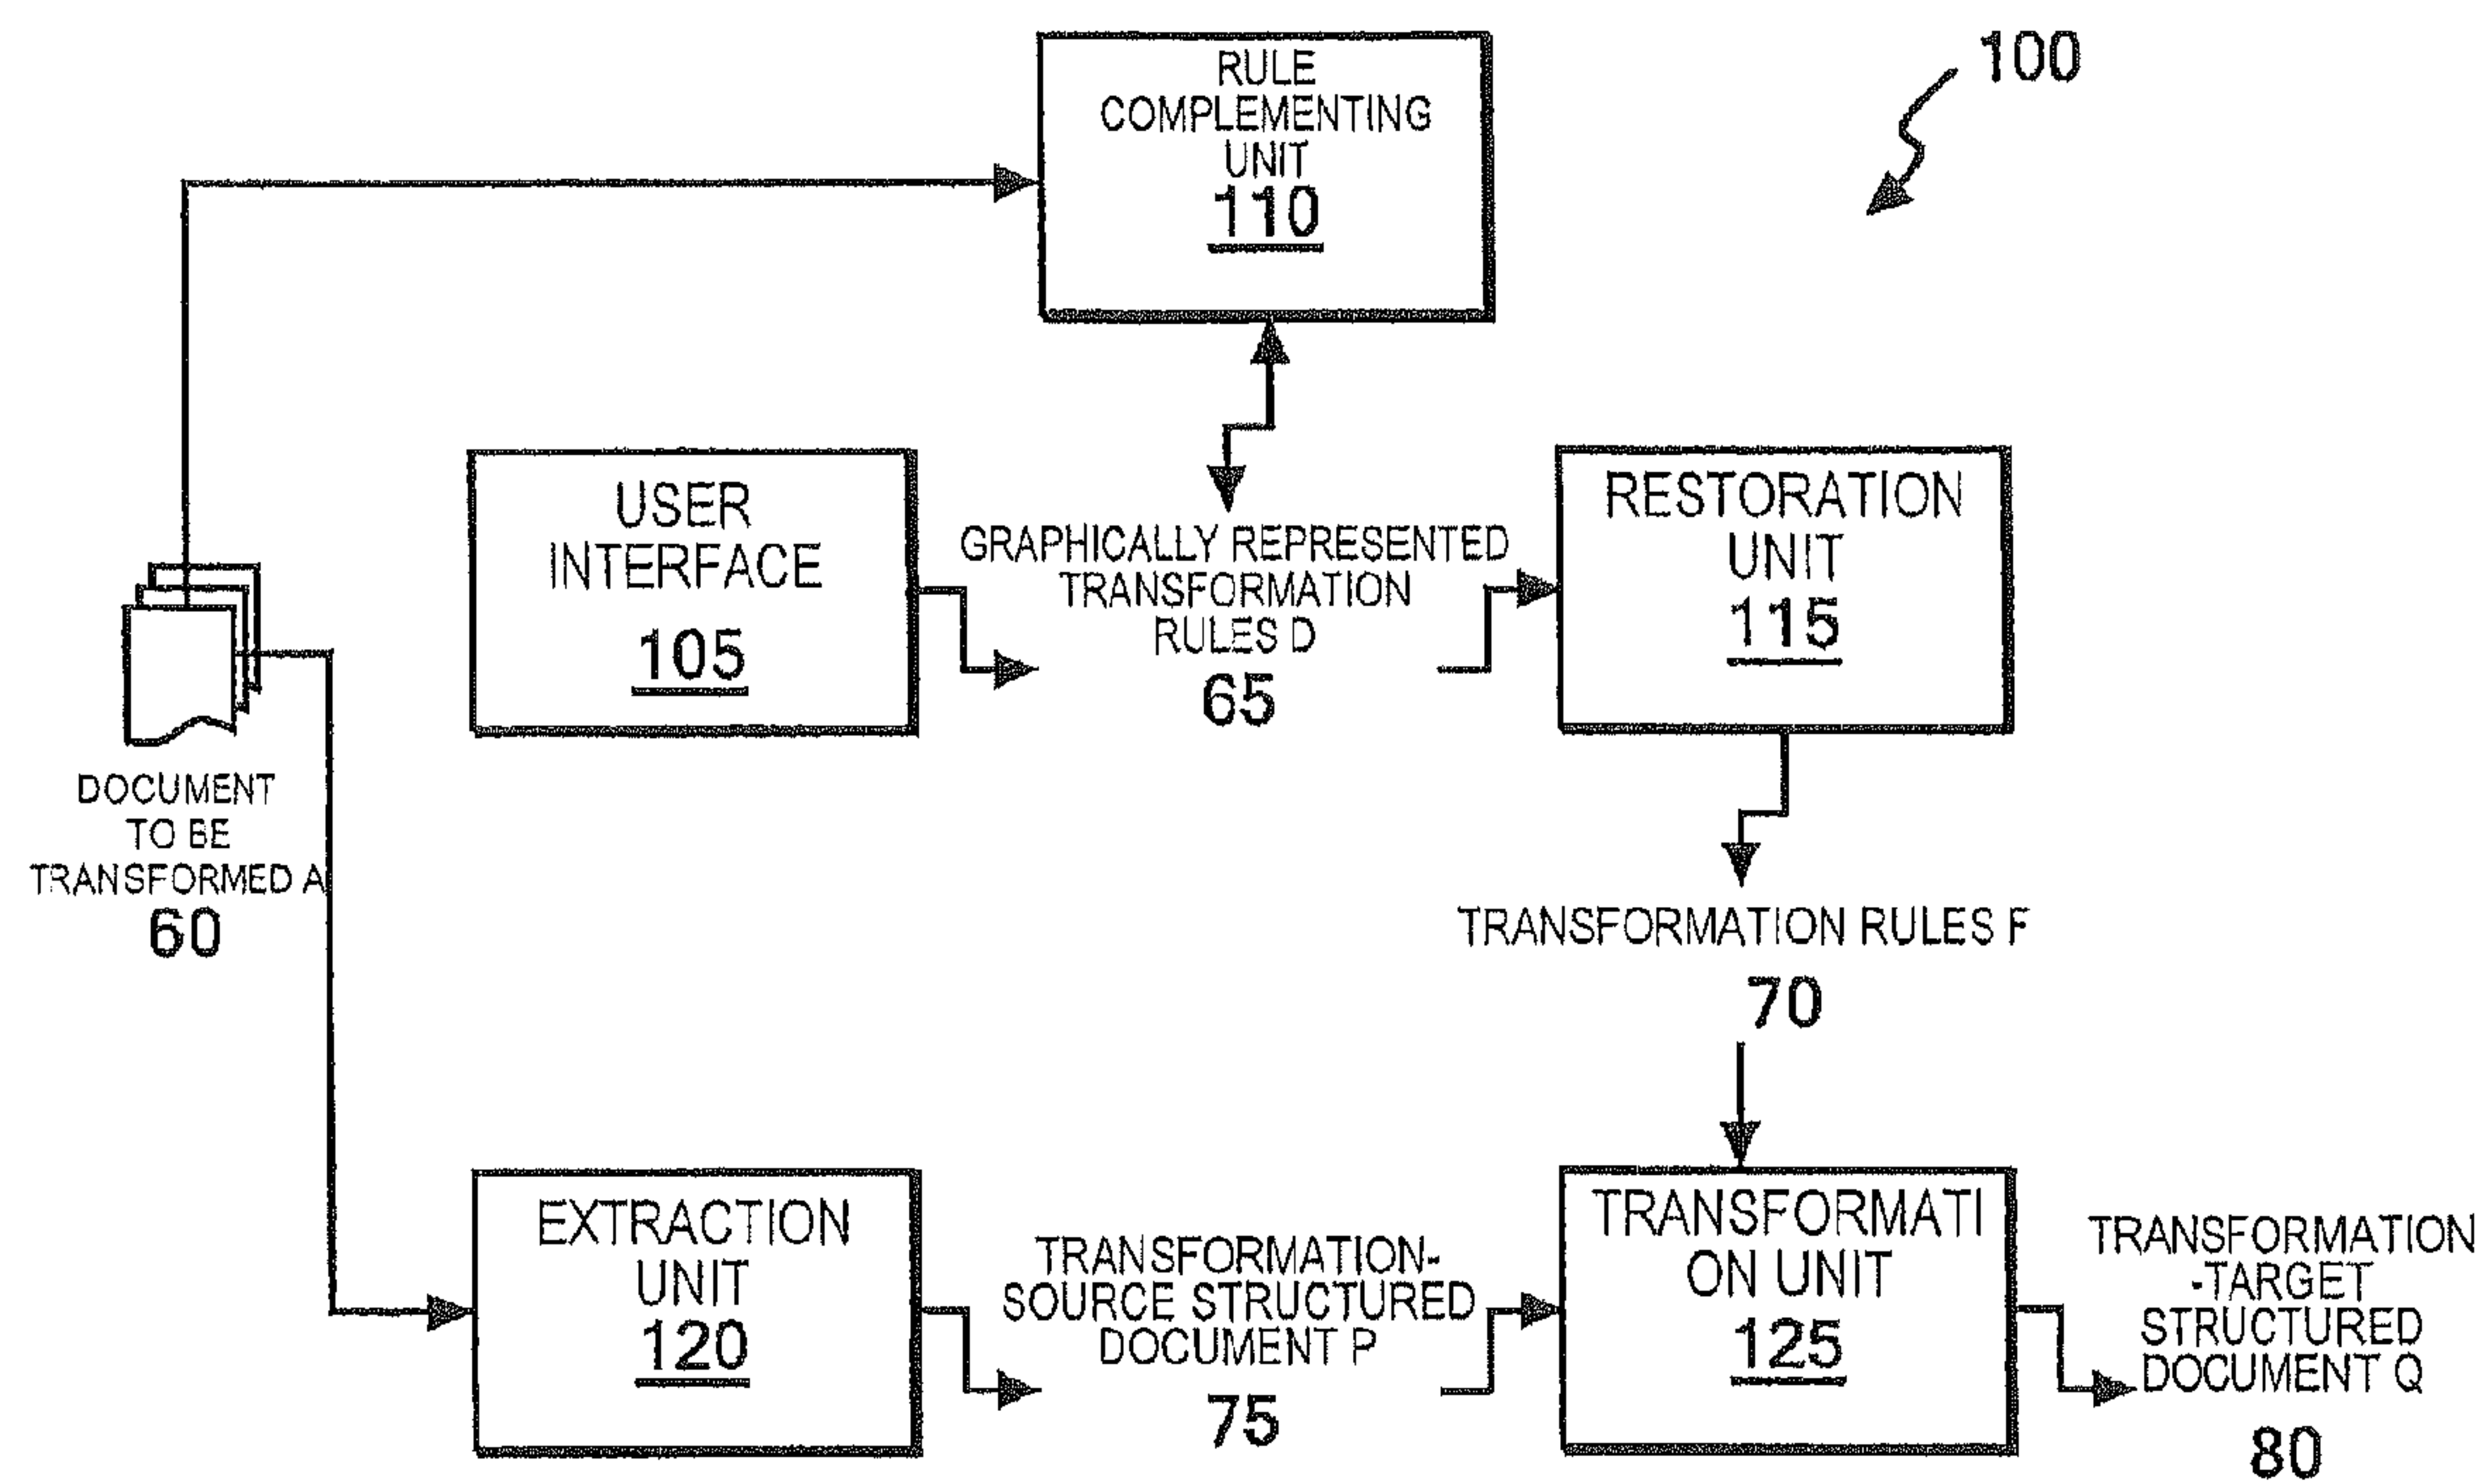 100
RULE
COMPLEMENTING
UNIT
110
USER
INTERFACE
105
GRAPHICALLY REPRESENTED
TRANSFORMATION
RULES D
65
RESTORATION
UNIT
115
DOCUMENT
TO BE
TRANSFORMED A
60
TRANSFORMATION RULES F
70
EXTRACTION
UNIT
120
TRANSFORMATION-
SOURCE STRUCTURED
DOCUMENT P
75
TRANSFORMATI
ON UNIT
125
TRANSFORMATION
-TARGET
STRUCTURED
DOCUMENT Q
80